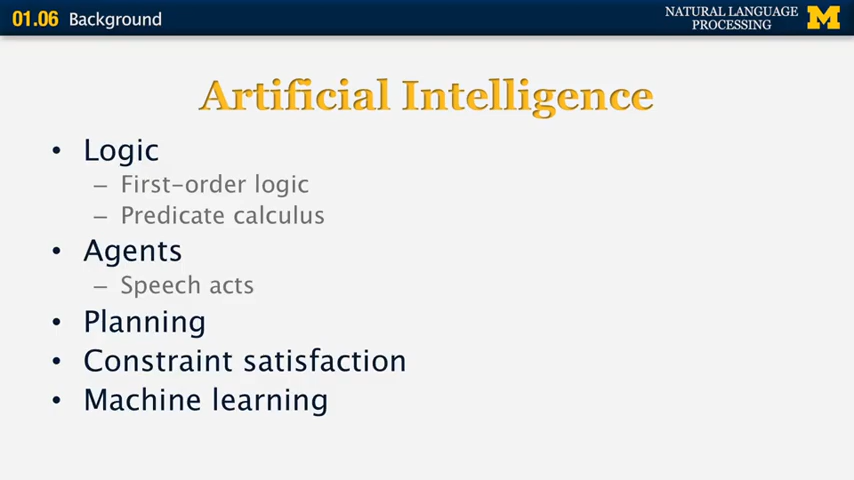 01.06 Background
NATURAL LANGUAGE
PROCESSING
M
Artificial Intelligence
• Logic
– First-order logic
– Predicate calculus
• Agents
– Speech acts
• Planning
• Constraint satisfaction
• Machine learning